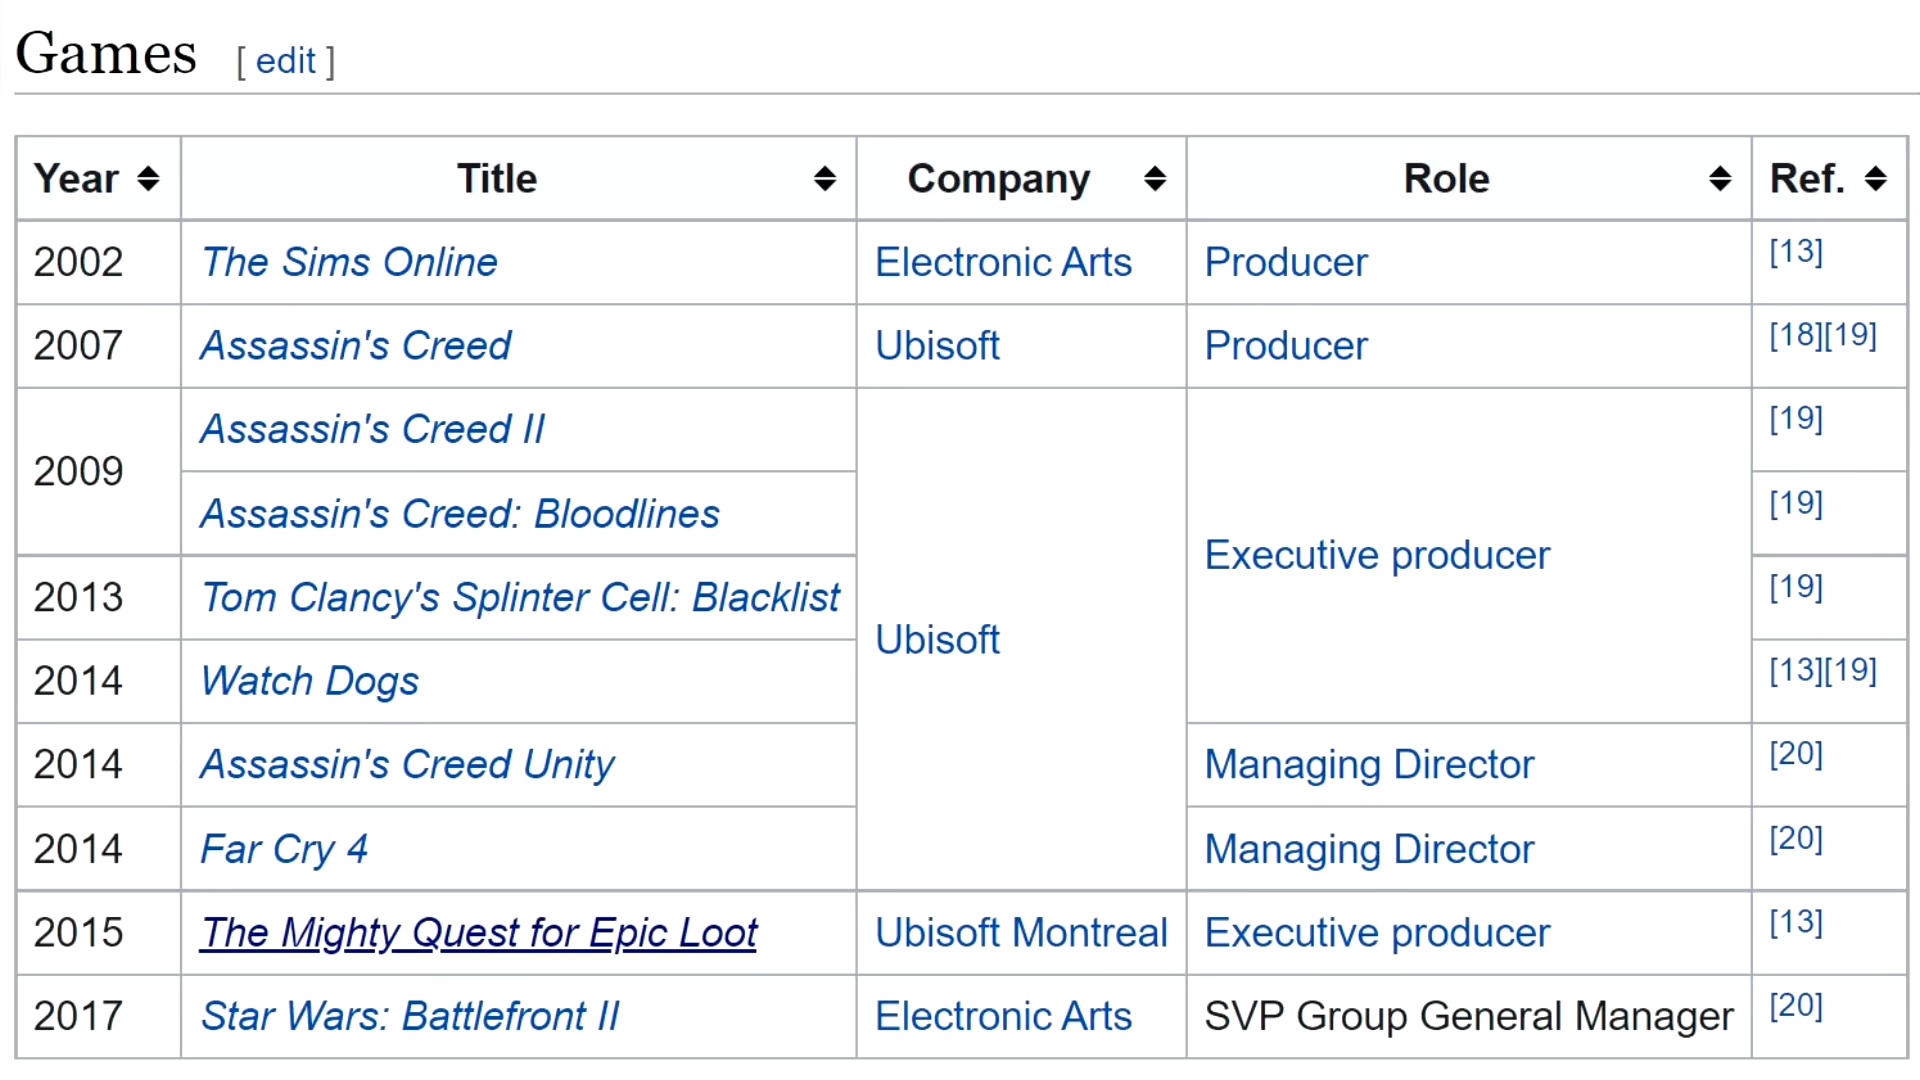 Games [ edit ]
Year Title Company Role Ref.
2002 The Sims Online Electronic Arts Producer [13]
2007 Assassin's Creed Ubisoft Producer [18][19]
2009 Assassin's Creed II Ubisoft Executive producer [19]
Assassin's Creed: Bloodlines [19]
2013 Tom Clancy's Splinter Cell: Blacklist [19]
2014 Watch Dogs [13][19]
2014 Assassin's Creed Unity Managing Director [20]
2014 Far Cry 4 Managing Director [20]
2015 The Mighty Quest for Epic Loot Ubisoft Montreal Executive producer [13]
2017 Star Wars: Battlefront II Electronic Arts SVP Group General Manager [20]